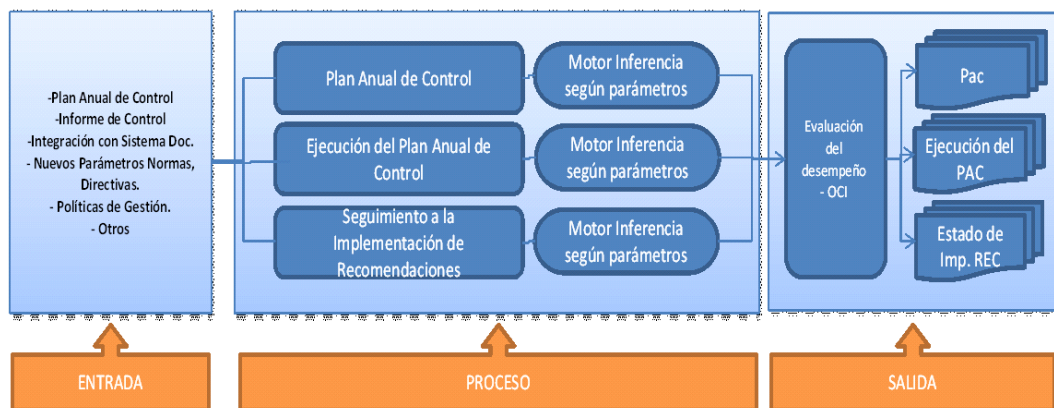 -Plan Anual de Control
-Informe de Control
-Integración con Sistema Doc.
- Nuevos Parámetros Normas,
Directivas.
- Políticas de Gestión.
- Otros
Plan Anual de Control
Motor Inferencia
según parámetros
Ejecución del Plan Anual de
Control
Motor Inferencia
según parámetros
Seguimiento a la
Implementación de
Recomendaciones
Motor Inferencia
según parámetros
Evaluación
del
desempeño
- OCI
Pac
Ejecución del
PAC
Estado de
Imp. REC
ENTRADA
PROCESO
SALIDA